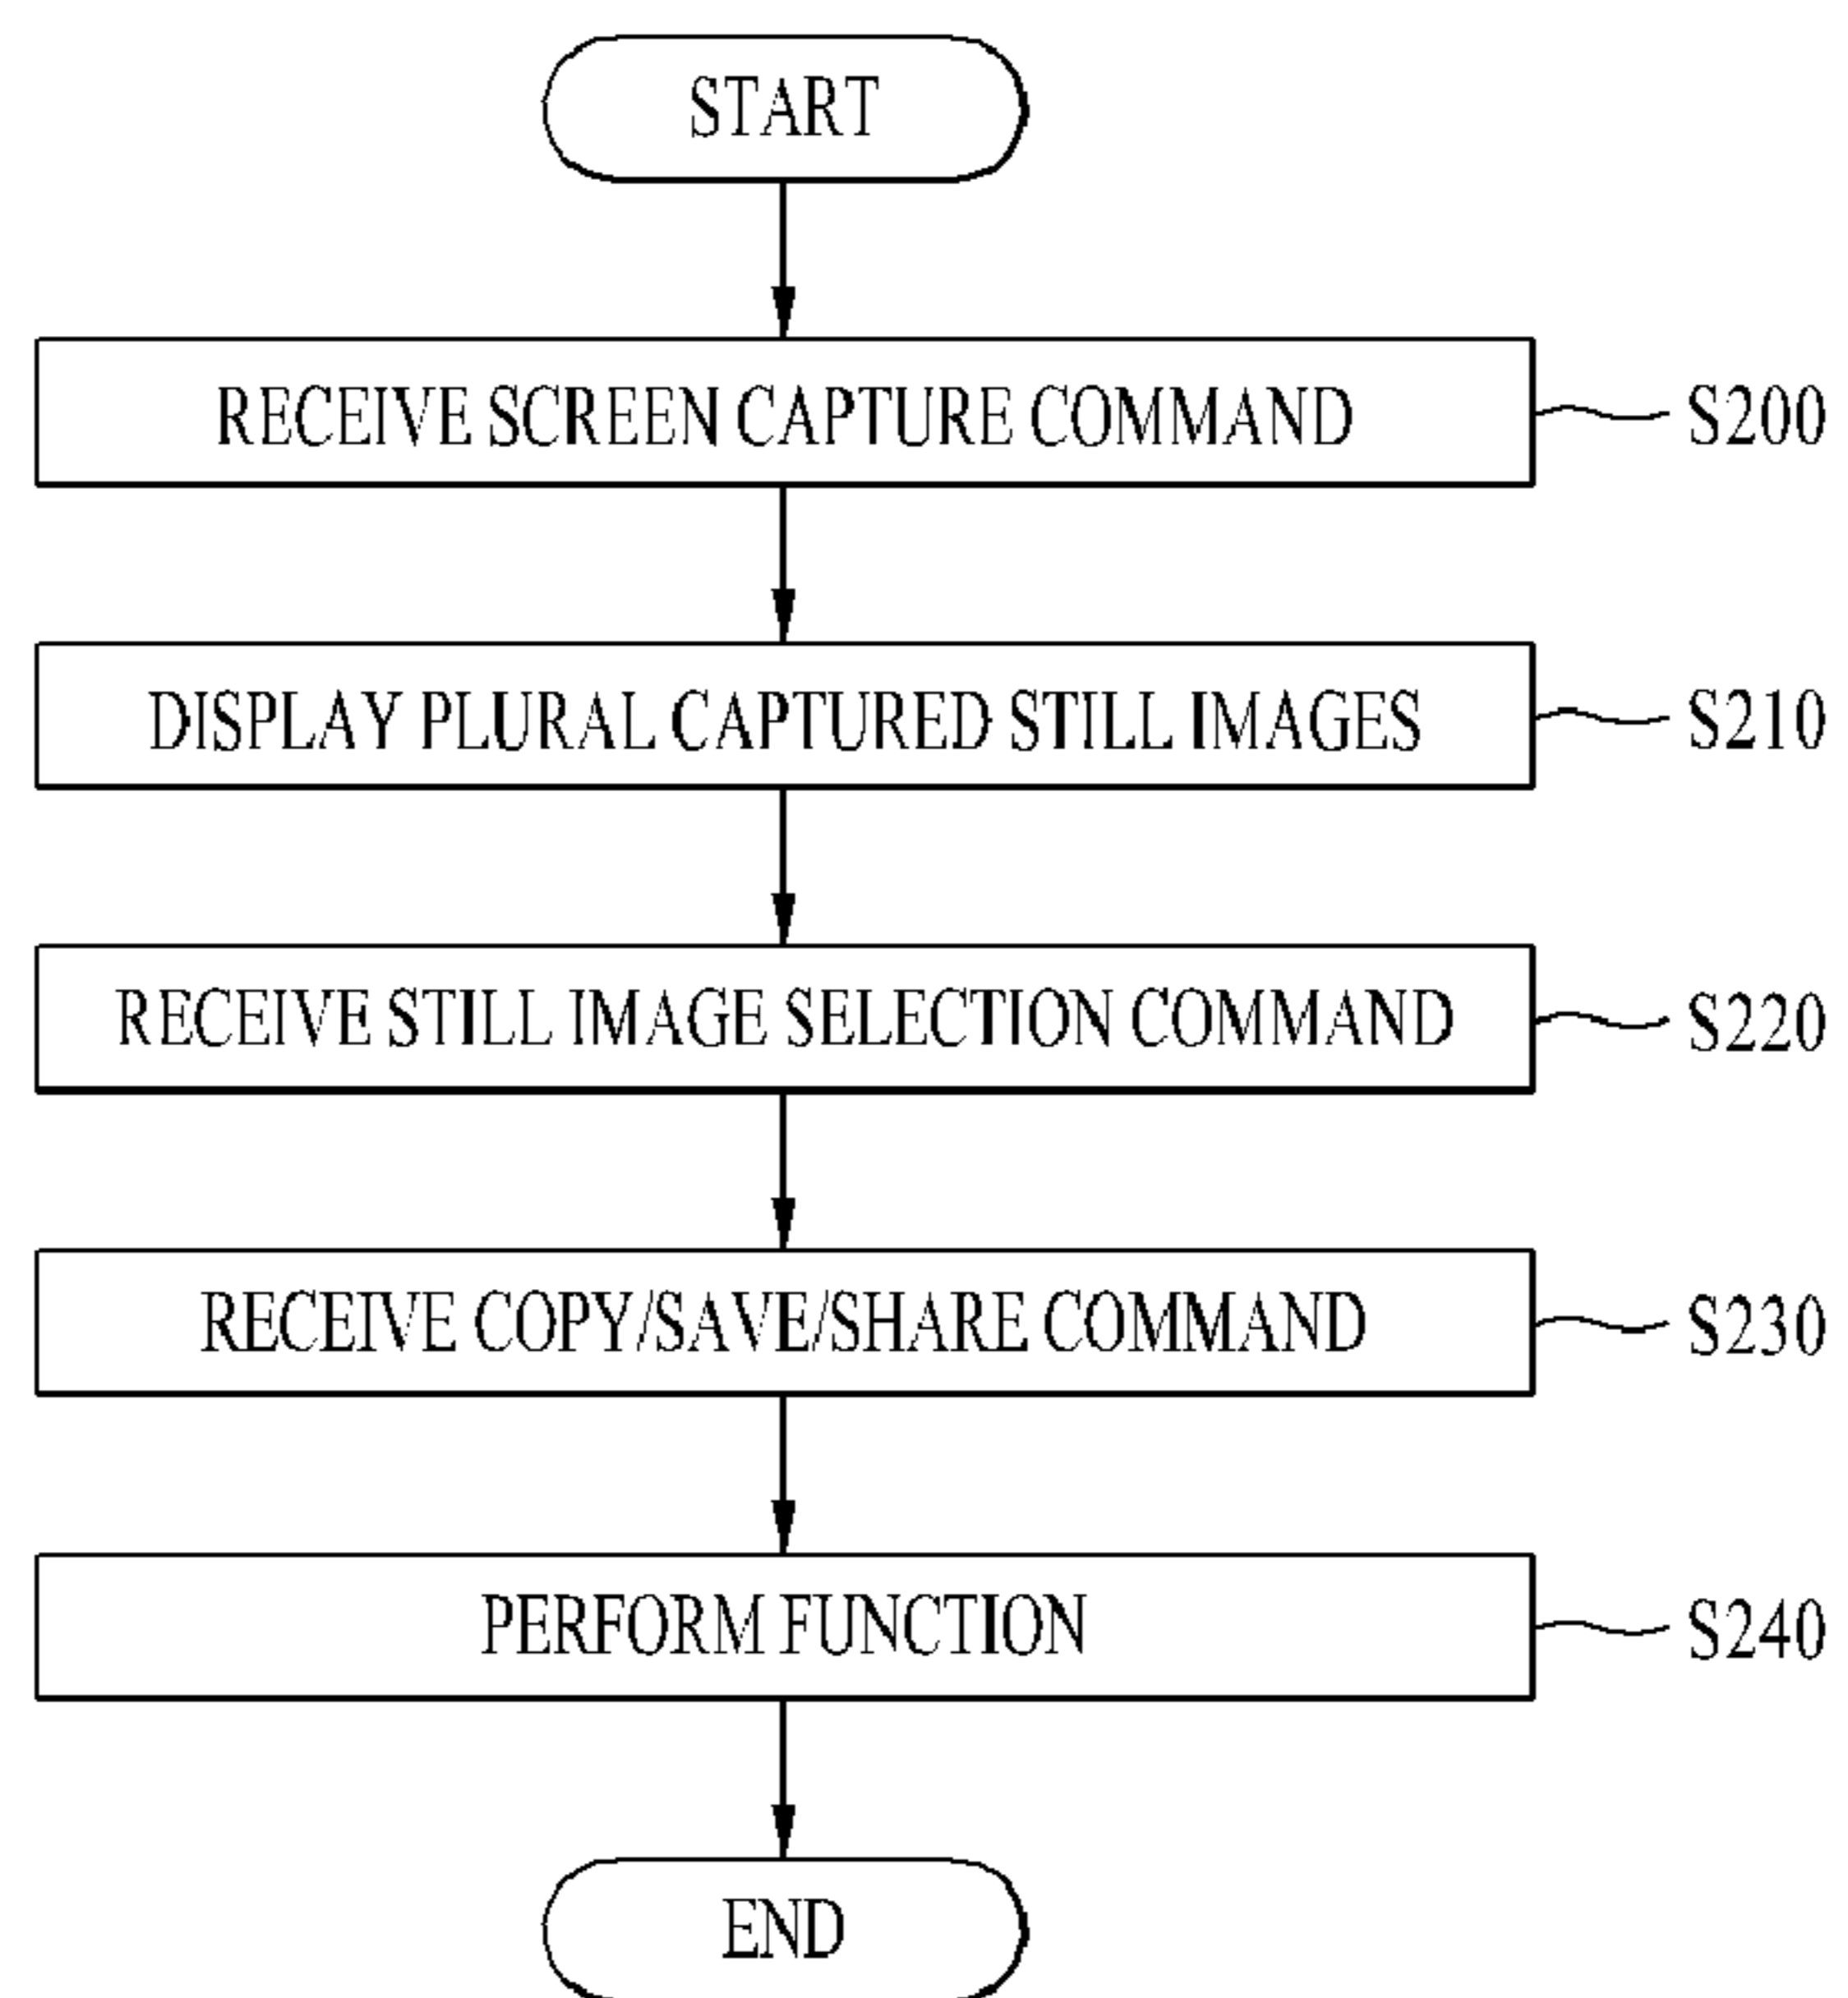 START
RECEIVE SCREEN CAPTURE COMMAND
S200
DISPLAY PLURAL CAPTURED STILL IMAGES
S210
RECEIVE STILL IMAGE SELECTION COMMAND
S220
RECEIVE COPY/SAVE/SHARE COMMAND
S230
PERFORM FUNCTION
S240
END